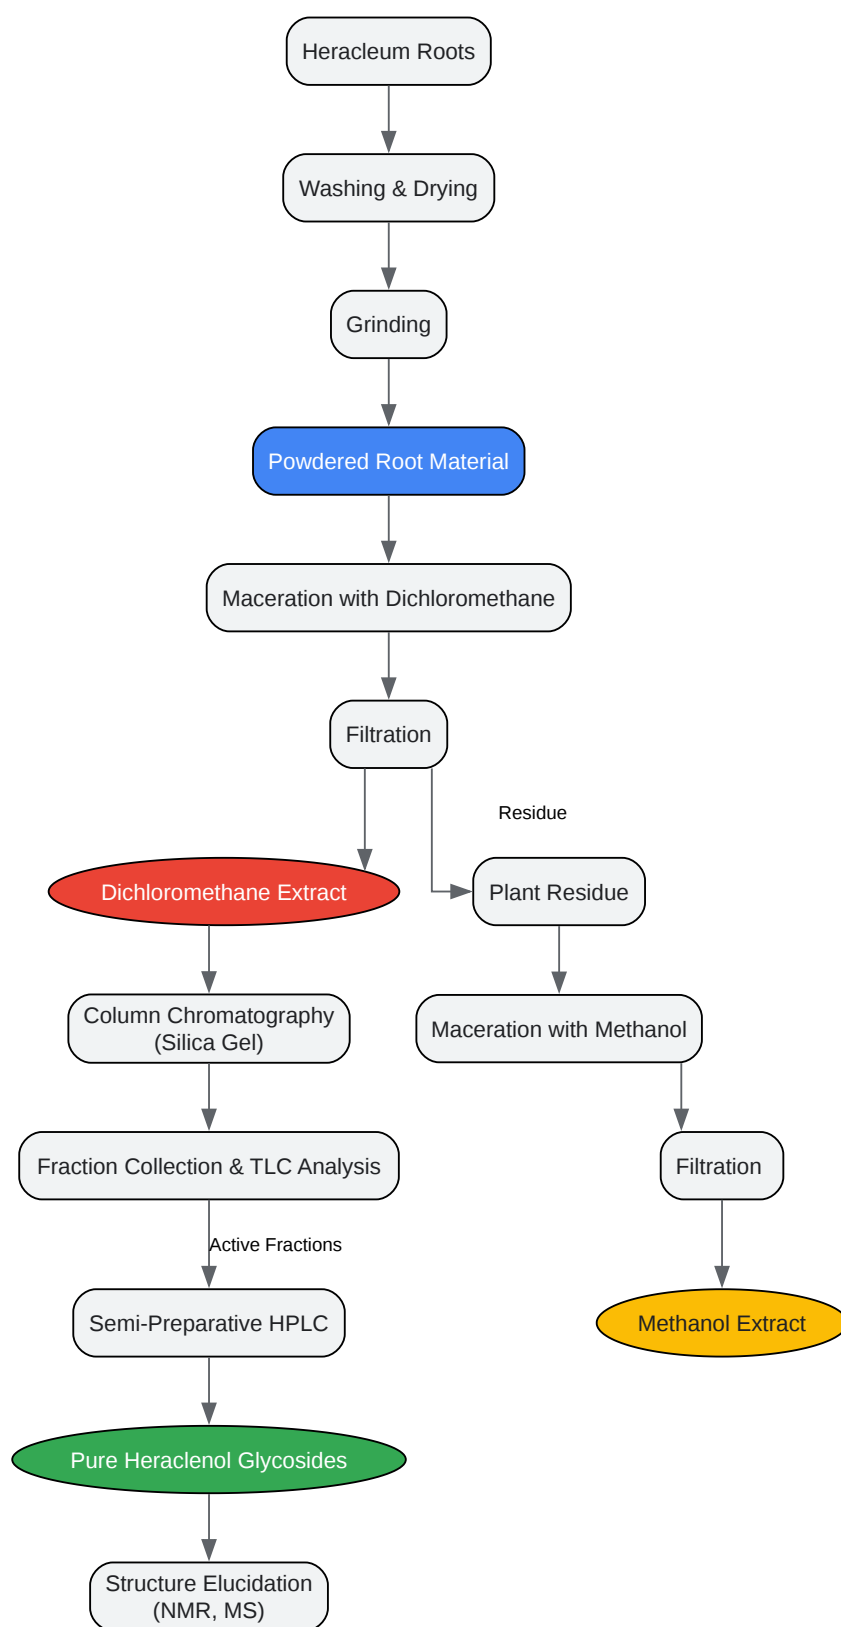 Heracleum Roots
Washing & Drying
Grinding
Powdered Root Material
Maceration with Dichloromethane
Filtration
Residue
Dichloromethane Extract
Plant Residue
Column Chromatography
(Silica Gel)
Maceration with Methanol
Fraction Collection & TLC Analysis
Filtration
Active Fractions
Semi-Preparative HPLC
Methanol Extract
Pure Heraclenol Glycosides
Structure Elucidation
(NMR, MS)